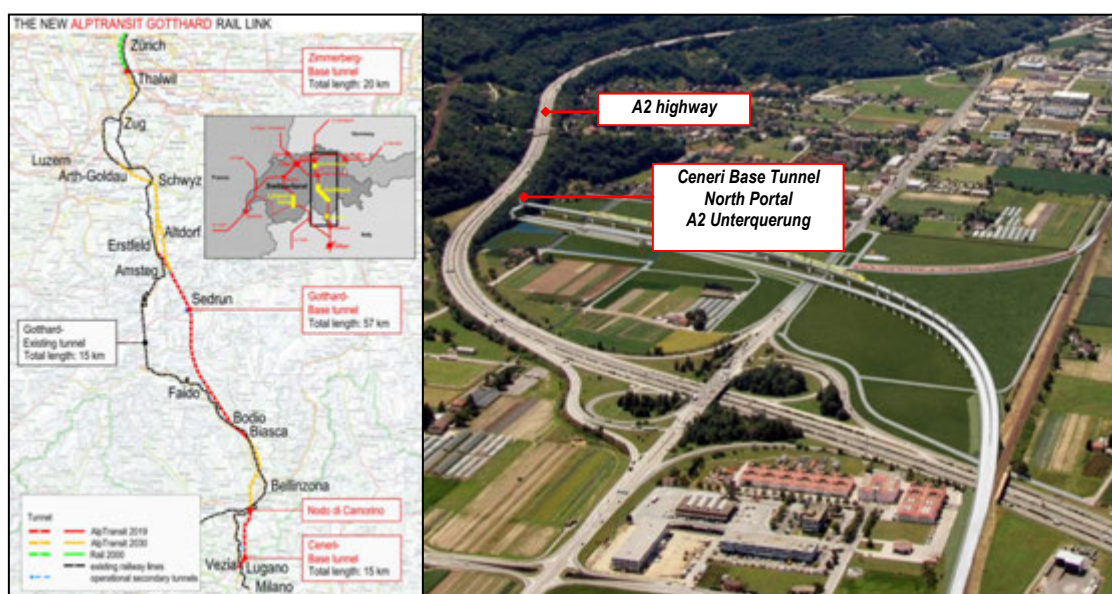 THE NEW ALPTRANSIT GOTTHARD RAIL LINK
Zürich
Zimmerberg-
Base tunnel
Total length: 20 km
Thalwil
Zug
Luzern
Arth-Goldau
Schwyz
Germany
France
Switzerland
Italy
Altdorf
Erstfeld
Amsteg
Sedrun
Gotthard-
Base tunnel
Total length: 57 km
Gotthard-
Existing tunnel
Total length: 15 km
Faido
Bodio
Biasca
Bellinzona
Nodo di Camorino
Tunnel
AlpTransit 2019
AlpTransit 2030
Rail 2000
existing railway lines
operational secondary tunnels
Vezia
Lugano
Milano
Ceneri-
Base tunnel
Total length: 15 km
A2 highway
Ceneri Base Tunnel
North Portal
A2 Unterquerung